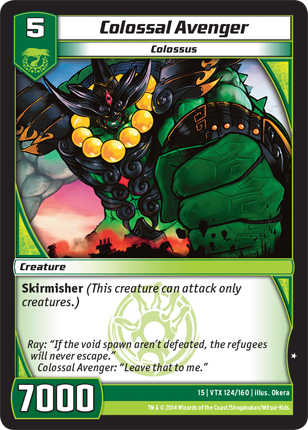 5
Colossal Avenger
Colossus
Creature
Skirmisher (This creature can attack only
creatures.)
Ray: "If the void spawn aren't defeated, the refugees
will never escape."
Colossal Avenger: "Leave that to me."
7000
15 | VTX 124/160 | illus. Okera
TM & © 2014 Wizards of the Coast/Shogakukan/Mitsui-Kids.